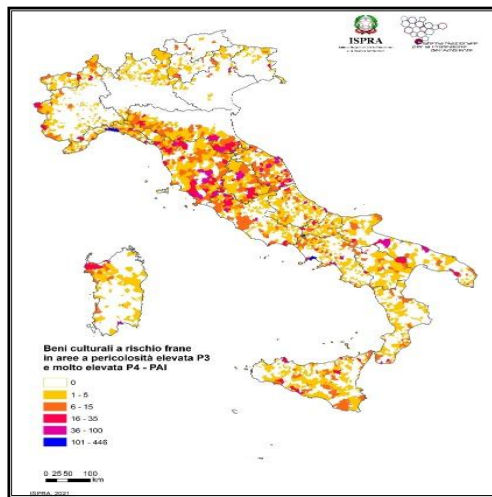 ISPRA
Beni culturali a rischio frane
in aree a pericolosità elevata P3
e molto elevata P4 - PAI
0
1 - 5
6 - 15
16 - 35
36 - 100
101 - 446
0 25 50 100
km
ISPRA, 2021